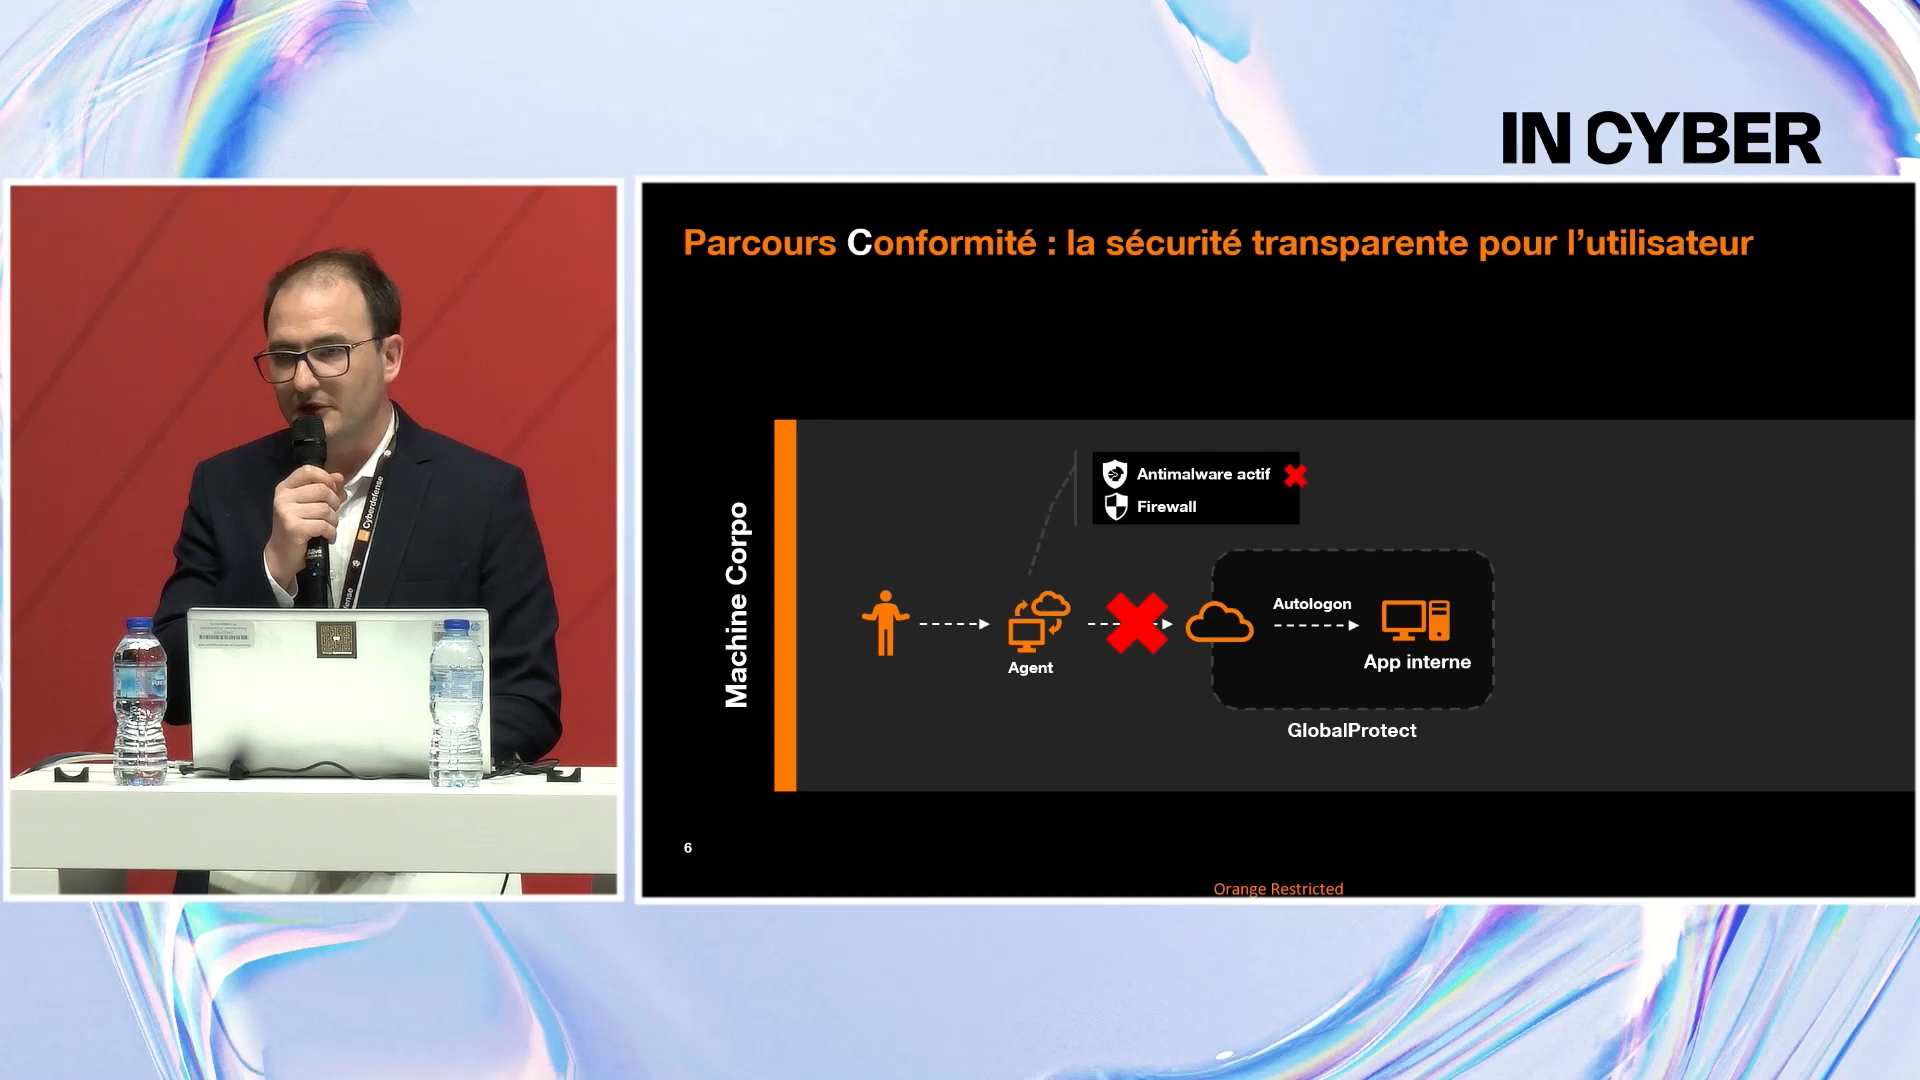 IN CYBER
Parcours Conformité : la sécurité transparente pour l'utilisateur
Machine Corpo
Antimalware actif
Firewall
Agent
Autologon
App interne
GlobalProtect
6
Orange Restricted
Cyberdefense